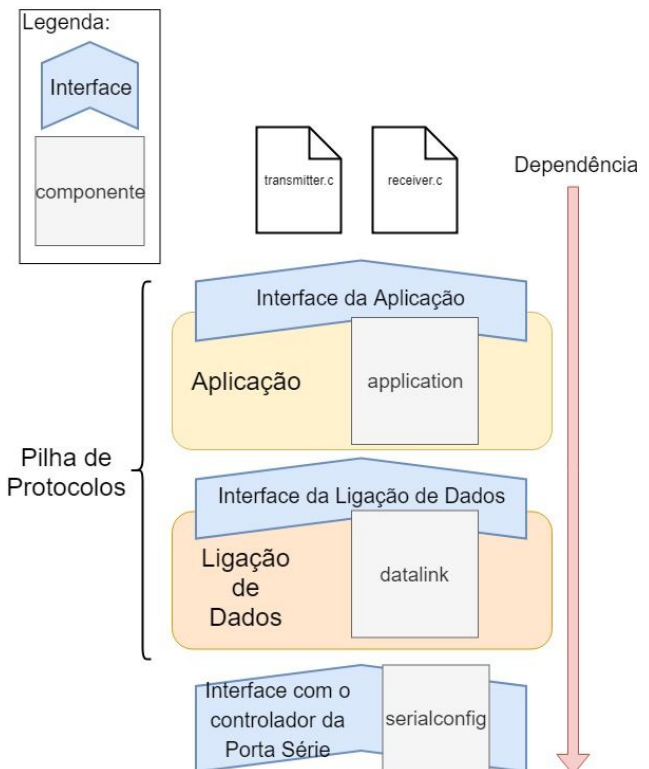 Legenda:
Interface
componente
transmitter.c
receiver.c
Dependência
Interface da Aplicação
Aplicação
application
Pilha de
Protocolos
Interface da Ligação de Dados
Ligação
de
Dados
datalink
Interface com o
controlador da
Porta Série
serialconfig